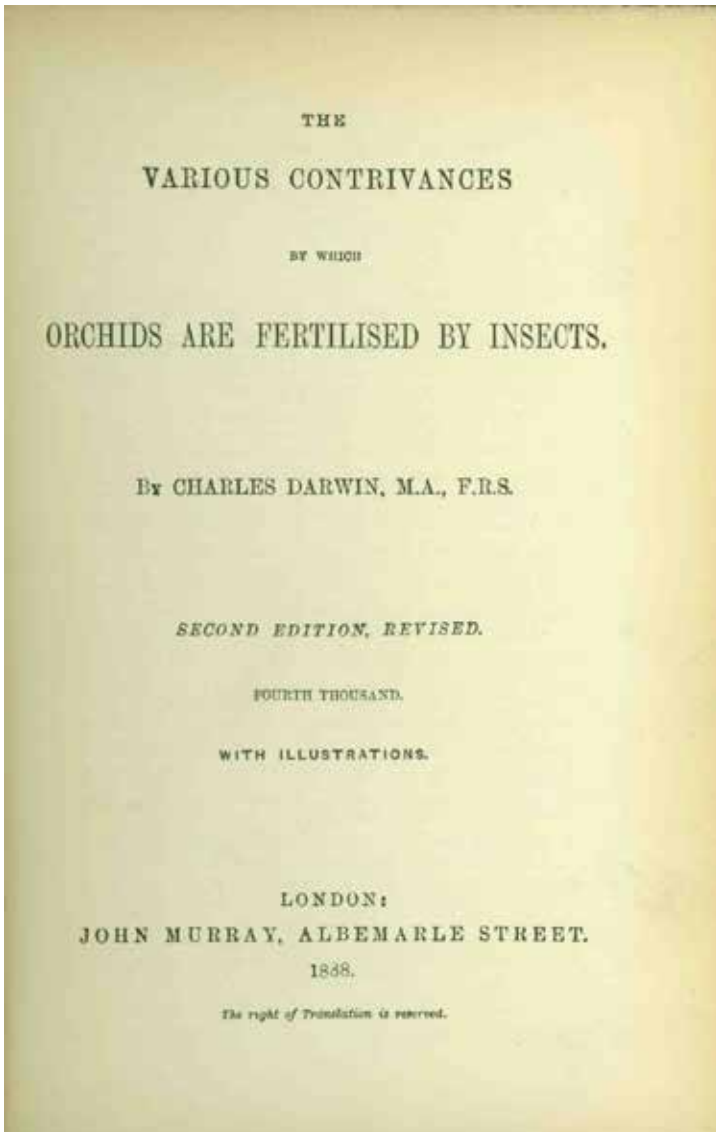 THE
VARIOUS CONTRIVANCES
BY WHICH
ORCHIDS ARE FERTILISED BY INSECTS.
By CHARLES DARWIN, M.A., F.R.S.
SECOND EDITION, REVISED.
FOURTH THOUSAND.
WITH ILLUSTRATIONS.
LONDON:
JOHN MURRAY, ALBEMARLE STREET.
1888.
The right of Translation is reserved.